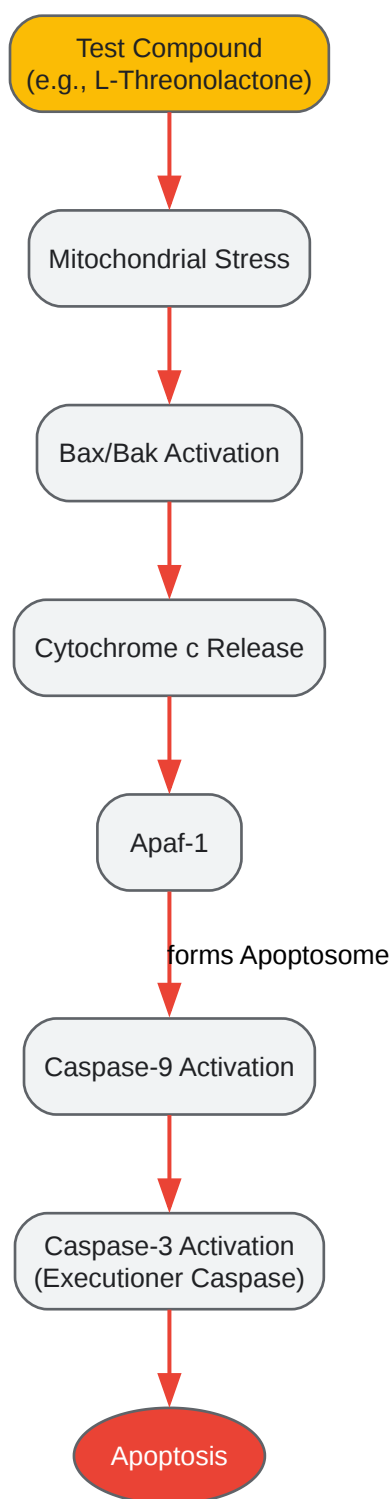 Test Compound
(e.g., L-Threonolactone)
Mitochondrial Stress
Bax/Bak Activation
Cytochrome c Release
Apaf-1
forms Apoptosome
Caspase-9 Activation
Caspase-3 Activation
(Executioner Caspase)
Apoptosis